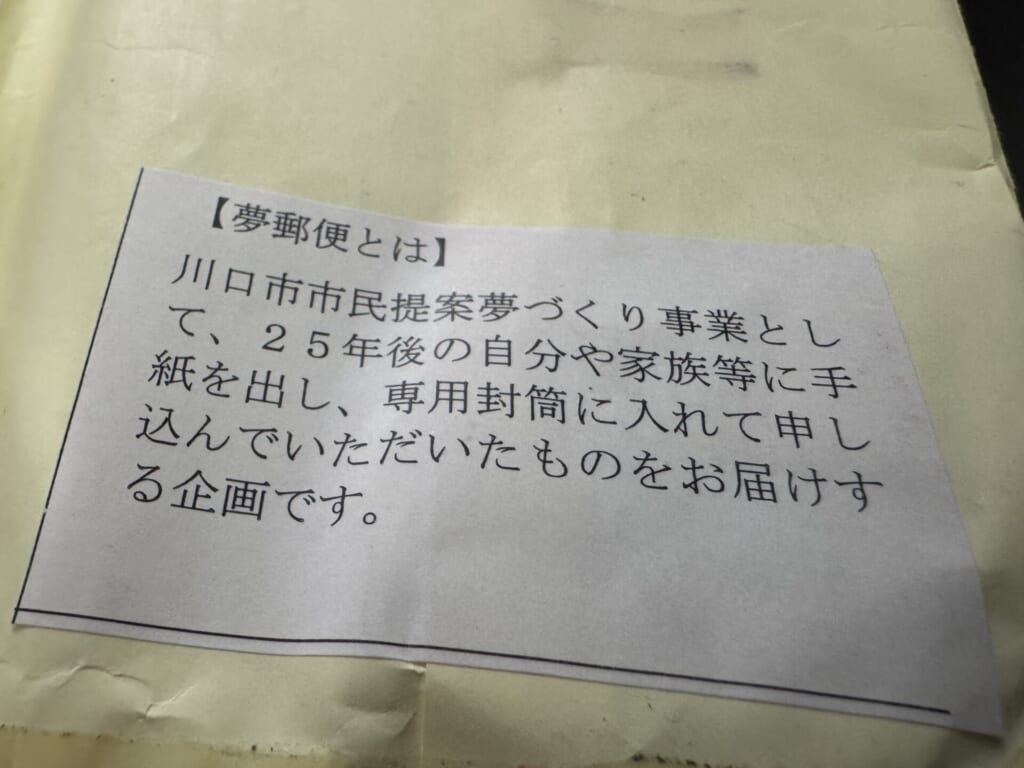 【夢郵便とは】
川口市市民提案夢づくり事業とし
て、２５年後の自分や家族等に手
紙を出し、専用封筒に入れて申し
込んでいただいたものをお届けす
る企画です。